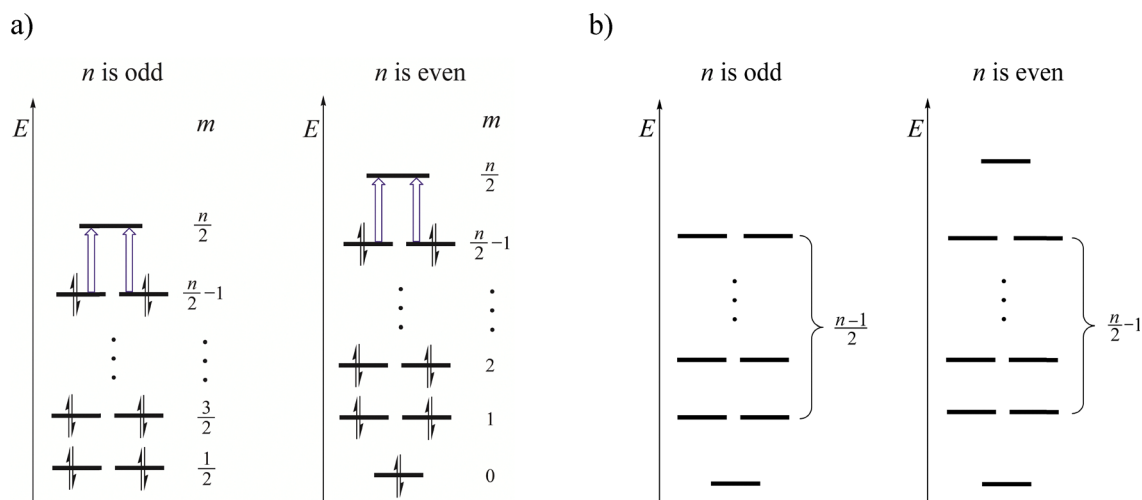 a)
n is odd
E
m
n/2
n/2 −1
3/2
1/2
n is even
E
m
n/2
n/2 −1
2
1
0
b)
n is odd
E
n−1/2
n is even
E
n/2 −1